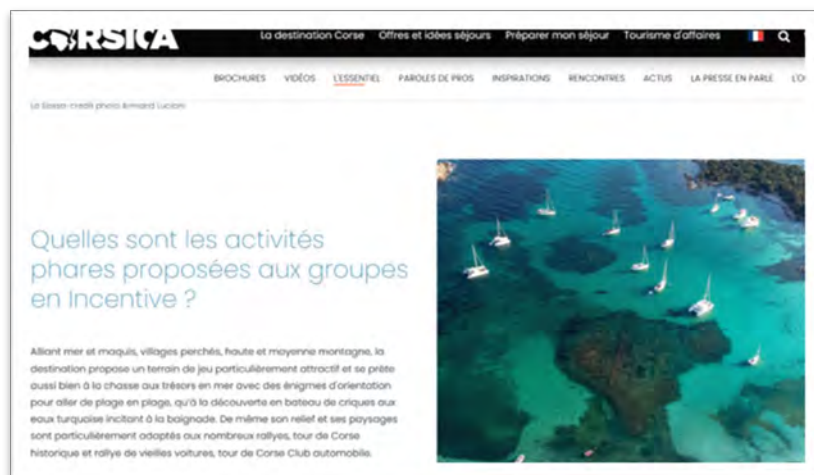 CORSICA
La destination Corse Offres et idées séjours Préparer mon séjour Tourisme d'affaires
BROCHURES VIDÉOS L'ESSENTIEL PAROLES DE PROS INSPIRATIONS RENCONTRES ACTUS LA PRESSE EN PARLE
credit photo Armand Luciani
Quelles sont les activités
phares proposées aux groupes
en Incentive ?
Alliant mer et maquis, villages perchés, haute et moyenne montagne, la
destination propose un terrain de jeu particulièrement attractif et se prête
aussi bien à la chasse aux trésors en mer avec des énigmes d'orientation
pour aller de plage en plage, qu'à la découverte en bateau de criques aux
eaux turquoise incitant à la baignade. De même son relief et ses paysages
sont particulièrement adaptés aux nombreux rallyes, tour de Corse
historique et rallye de vieilles voitures, tour de Corse Club automobile.